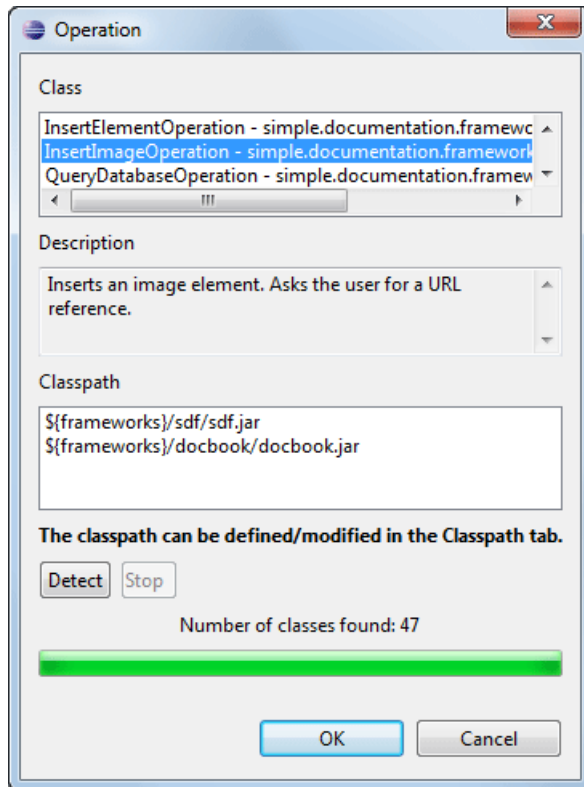 Operation
Class
InsertElementOperation - simple.documentation.framewc
InsertImageOperation - simple.documentation.framework
QueryDatabaseOperation - simple.documentation.framew
Description
Inserts an image element. Asks the user for a URL
reference.
Classpath
${frameworks}/sdf/sdf.jar
${frameworks}/docbook/docbook.jar
The classpath can be defined/modified in the Classpath tab.
Detect Stop
Number of classes found: 47
OK Cancel